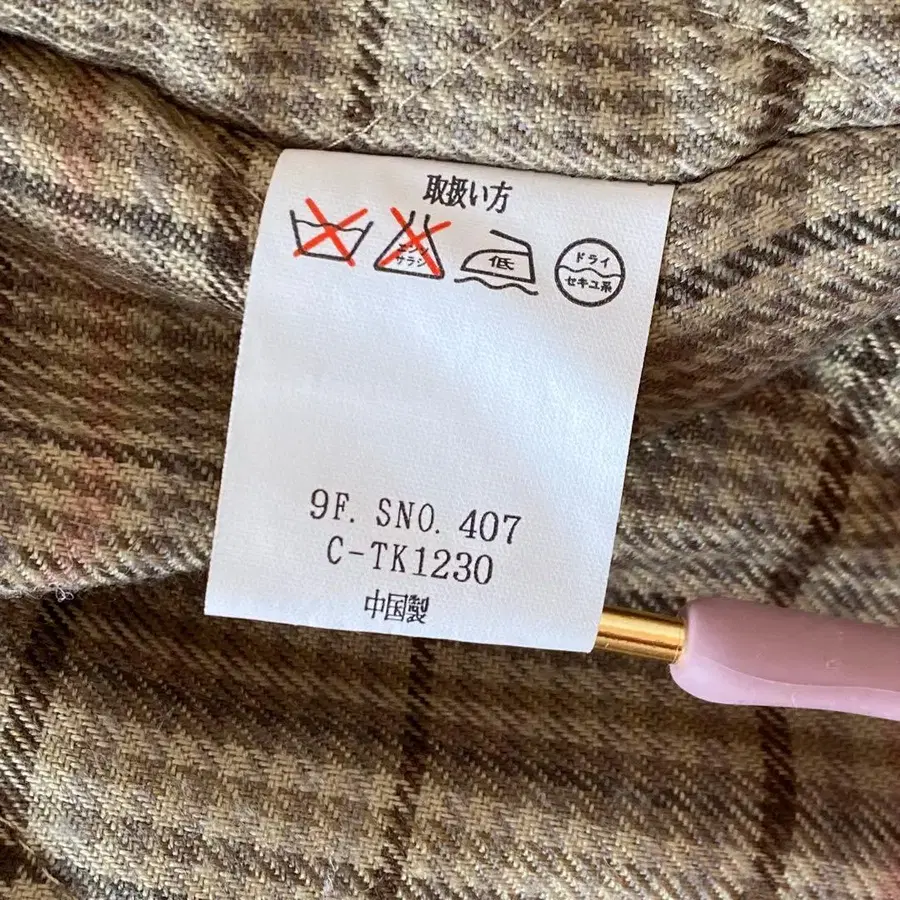 取扱い方
エンソ
サラシ
低
ドライ
セキユ系
9F. SNO. 407
C-TK1230
中国製